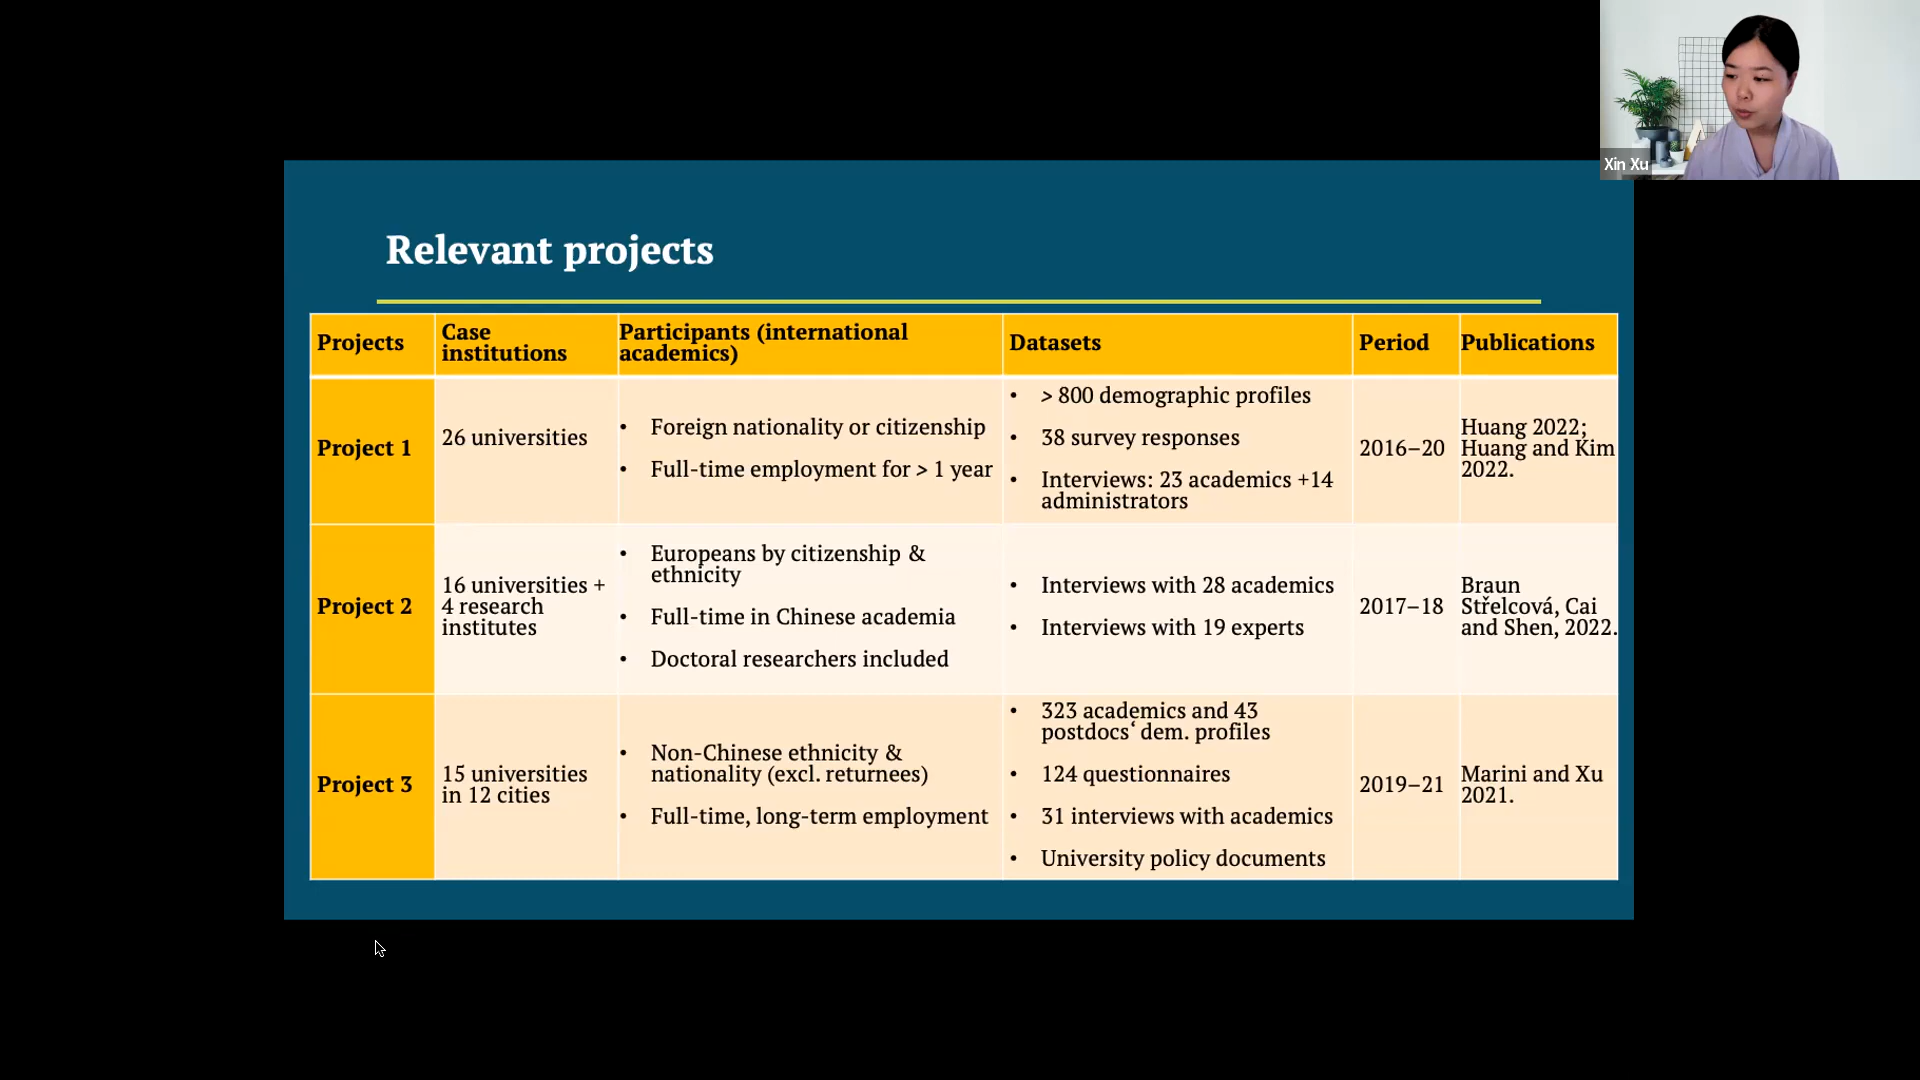 Xin Xu
Relevant projects
Projects
Case
institutions
Participants (international
academics)
Datasets
Period
Publications
Project 1
26 universities
• Foreign nationality or citizenship
• Full-time employment for > 1 year
• > 800 demographic profiles
• 38 survey responses
• Interviews: 23 academics +14
administrators
2016–20
Huang 2022;
Huang and Kim
2022.
Project 2
16 universities +
4 research
institutes
• Europeans by citizenship &
ethnicity
• Full-time in Chinese academia
• Doctoral researchers included
• Interviews with 28 academics
• Interviews with 19 experts
2017–18
Braun
Střelcová, Cai
and Shen, 2022.
Project 3
15 universities
in 12 cities
• Non-Chinese ethnicity &
nationality (excl. returnees)
• Full-time, long-term employment
• 323 academics and 43
postdocs‘ dem. profiles
• 124 questionnaires
• 31 interviews with academics
• University policy documents
2019–21
Marini and Xu
2021.